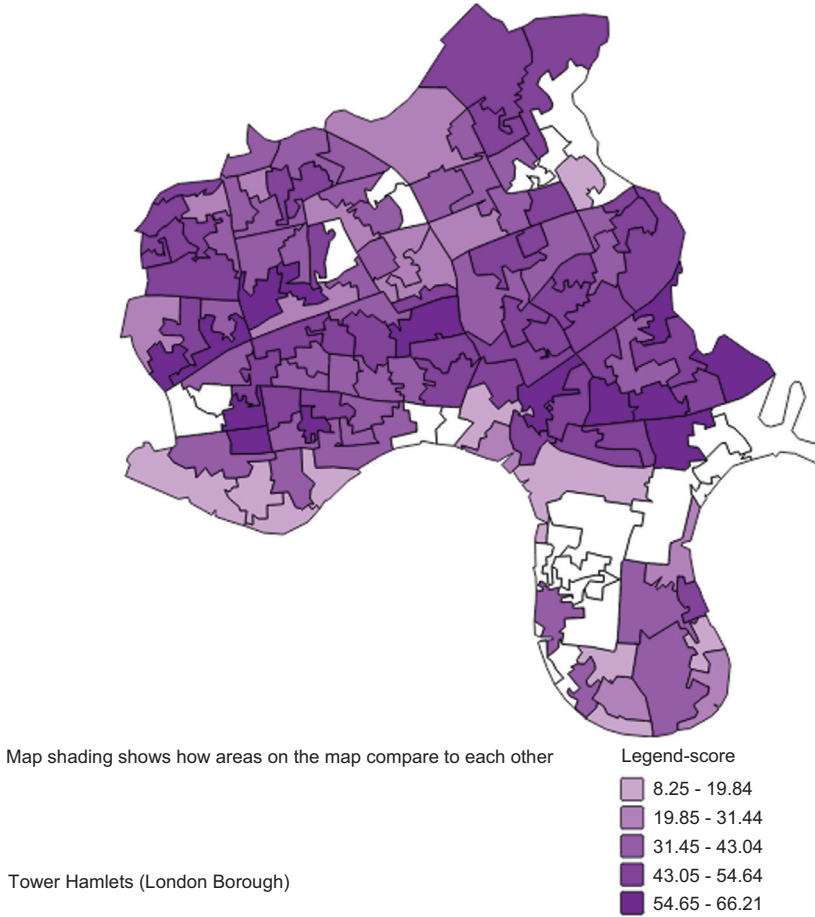 Map shading shows how areas on the map compare to each other
Legend-score
8.25 - 19.84
19.85 - 31.44
31.45 - 43.04
43.05 - 54.64
54.65 - 66.21
Tower Hamlets (London Borough)